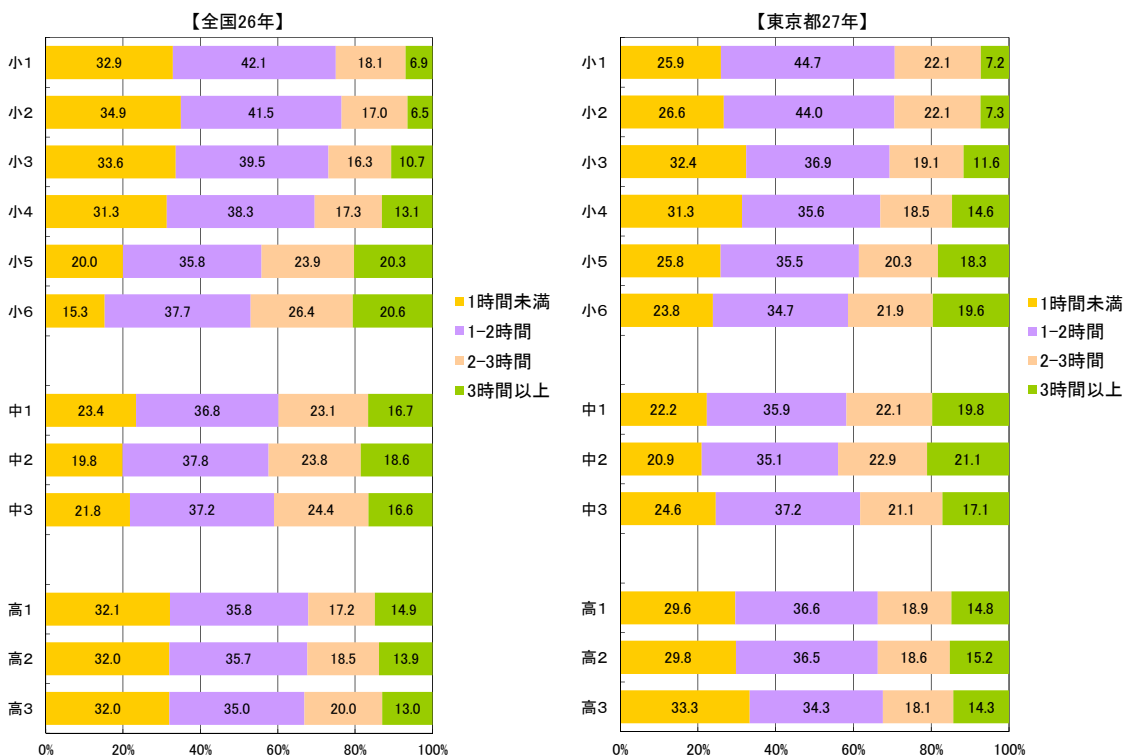 【全国26年】
小1 32.9 42.1 18.1 6.9
小2 34.9 41.5 17.0 6.5
小3 33.6 39.5 16.3 10.7
小4 31.3 38.3 17.3 13.1
小5 20.0 35.8 23.9 20.3
小6 15.3 37.7 26.4 20.6
中1 23.4 36.8 23.1 16.7
中2 19.8 37.8 23.8 18.6
中3 21.8 37.2 24.4 16.6
高1 32.1 35.8 17.2 14.9
高2 32.0 35.7 18.5 13.9
高3 32.0 35.0 20.0 13.0
0% 20% 40% 60% 80% 100%
1時間未満
1-2時間
2-3時間
3時間以上
【東京都27年】
小1 25.9 44.7 22.1 7.2
小2 26.6 44.0 22.1 7.3
小3 32.4 36.9 19.1 11.6
小4 31.3 35.6 18.5 14.6
小5 25.8 35.5 20.3 18.3
小6 23.8 34.7 21.9 19.6
中1 22.2 35.9 22.1 19.8
中2 20.9 35.1 22.9 21.1
中3 24.6 37.2 21.1 17.1
高1 29.6 36.6 18.9 14.8
高2 29.8 36.5 18.6 15.2
高3 33.3 34.3 18.1 14.3
0% 20% 40% 60% 80% 100%
1時間未満
1-2時間
2-3時間
3時間以上